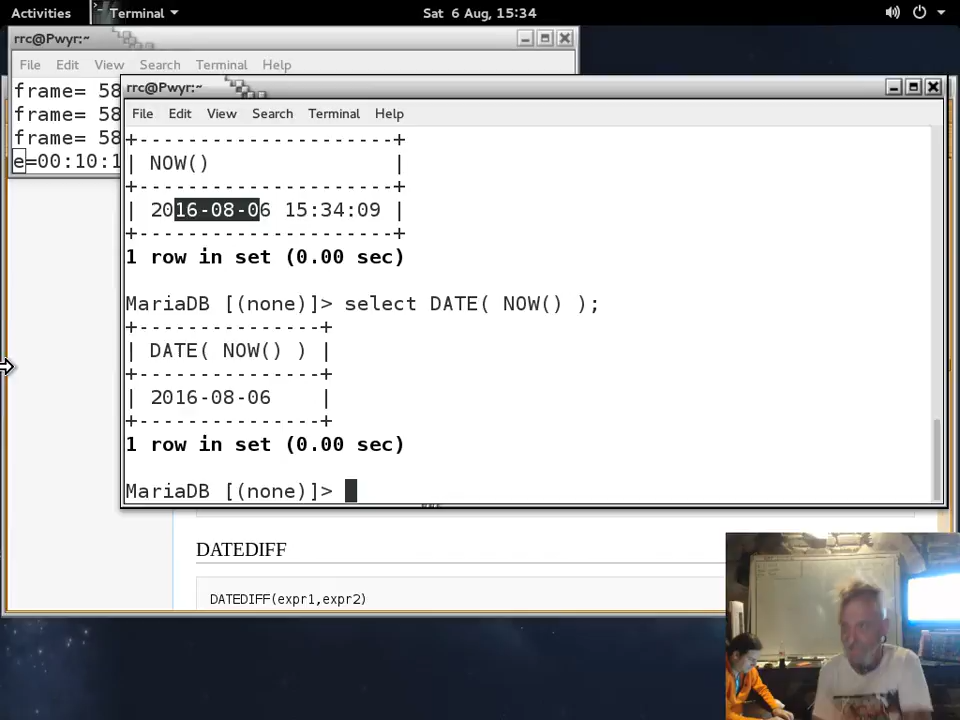 Activities Terminal Sat 6 Aug, 15:34
rrc@Pwyr:~
File Edit View Search Terminal Help
frame= 58
frame= 58
frame= 58
e=00:10:1
rrc@Pwyr:~
File Edit View Search Terminal Help
+---------------------+
| NOW() |
+---------------------+
| 2016-08-06 15:34:09 |
+---------------------+
1 row in set (0.00 sec)
MariaDB [(none)]> select DATE( NOW() );
+---------------+
| DATE( NOW() ) |
+---------------+
| 2016-08-06 |
+---------------+
1 row in set (0.00 sec)
MariaDB [(none)]>
DATEDIFF
DATEDIFF(expr1,expr2)